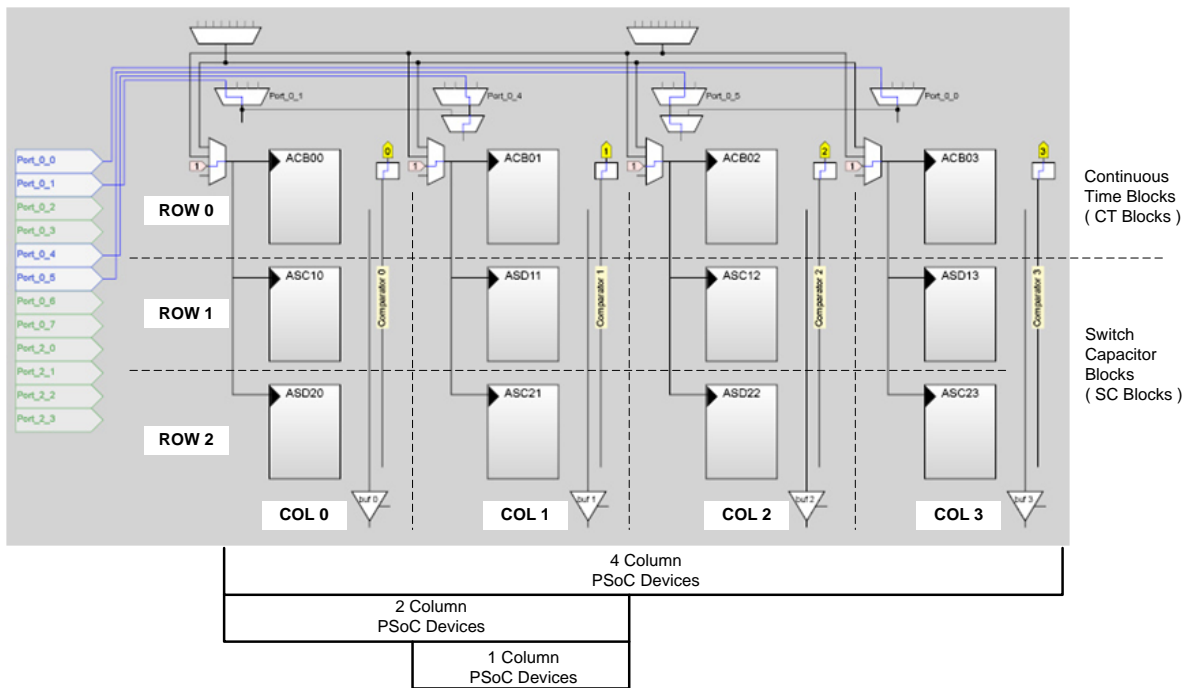 Port_0_1
Port_0_4
Port_0_5
Port_0_0
Port_0_0
Port_0_1
Port_0_2
Port_0_3
Port_0_4
Port_0_5
Port_0_6
Port_0_7
Port_2_0
Port_2_1
Port_2_2
Port_2_3
0
1
2
3
1
1
1
1
ACB00
ACB01
ACB02
ACB03
ROW 0
Continuous
Time Blocks
( CT Blocks )
ASC10
ASD11
ASC12
ASD13
ROW 1
Comparator 0
Comparator 1
Comparator 2
Comparator 3
Switch
Capacitor
Blocks
( SC Blocks )
ASD20
ASC21
ASD22
ASC23
ROW 2
buf 0
buf 1
buf 2
buf 3
COL 0
COL 1
COL 2
COL 3
4 Column
PSoC Devices
2 Column
PSoC Devices
1 Column
PSoC Devices